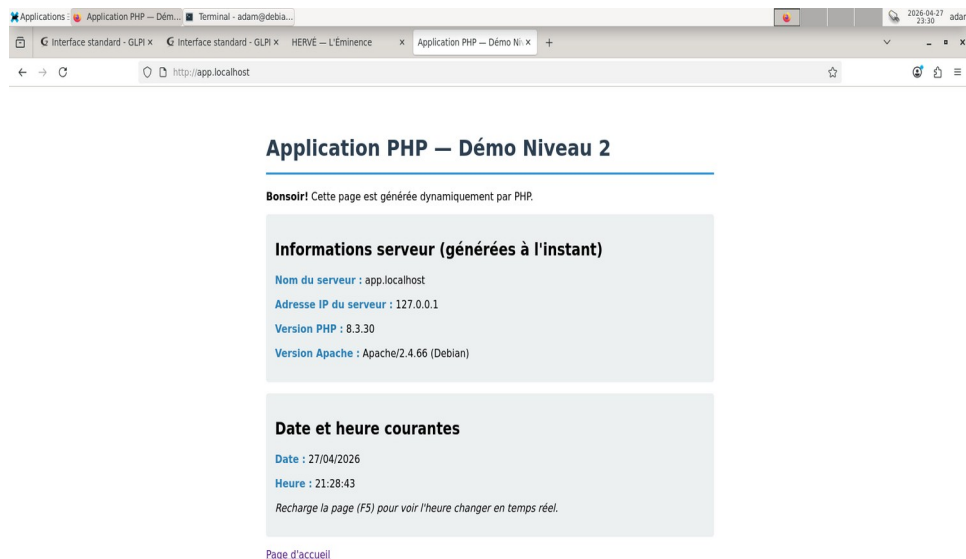 Applications : Application PHP — Dém... Terminal - adam@debia... 2026-04-27
23:30 adar
Interface standard - GLPI × Interface standard - GLPI × HERVÉ — L'Éminence × Application PHP — Démo Niv × +
http://app.localhost
Application PHP — Démo Niveau 2
Bonsoir! Cette page est générée dynamiquement par PHP.
Informations serveur (générées à l'instant)
Nom du serveur : app.localhost
Adresse IP du serveur : 127.0.0.1
Version PHP : 8.3.30
Version Apache : Apache/2.4.66 (Debian)
Date et heure courantes
Date : 27/04/2026
Heure : 21:28:43
Recharge la page (F5) pour voir l'heure changer en temps réel.
Page d'accueil